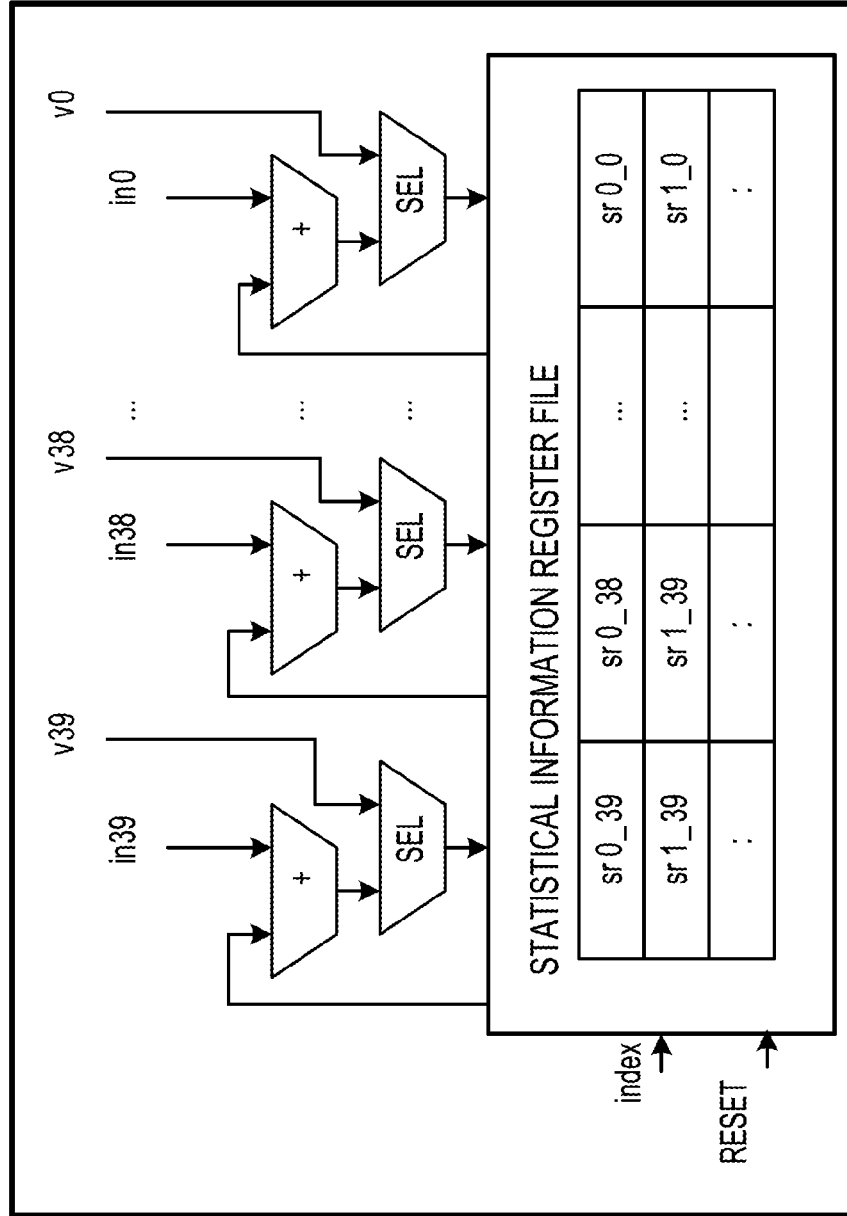 v39 v38 ... v0
in39 in38 in0
+ + ... +
SEL SEL ... SEL
STATISTICAL INFORMATION REGISTER FILE
sr 0_39 sr 0_38 ... sr 0_0
sr 1_39 sr 1_39 ... sr 1_0
: : :
index
RESET